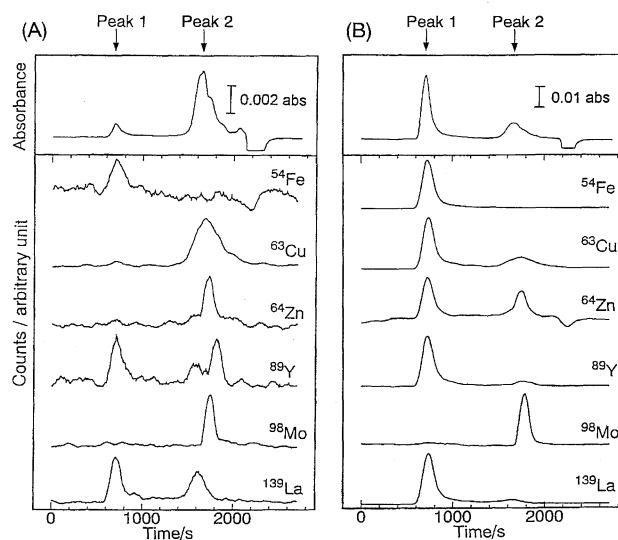 Peak 1 Peak 2 Peak 1 Peak 2
(A) (B)
Absorbance
0.002 abs 0.01 abs
Counts / arbitrary unit
54Fe 54Fe
63Cu 63Cu
64Zn 64Zn
89Y 89Y
98Mo 98Mo
139La 139La
0 1000 2000 0 1000 2000
Time/s Time/s